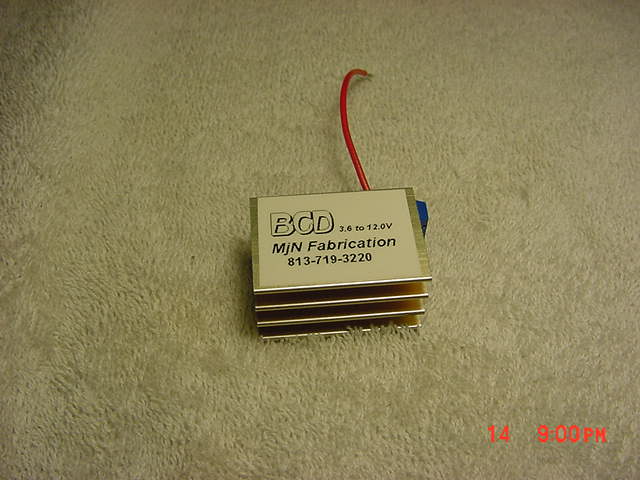 BCD 3.6 to 12.0V
MjN Fabrication
813-719-3220
14 9:00PM